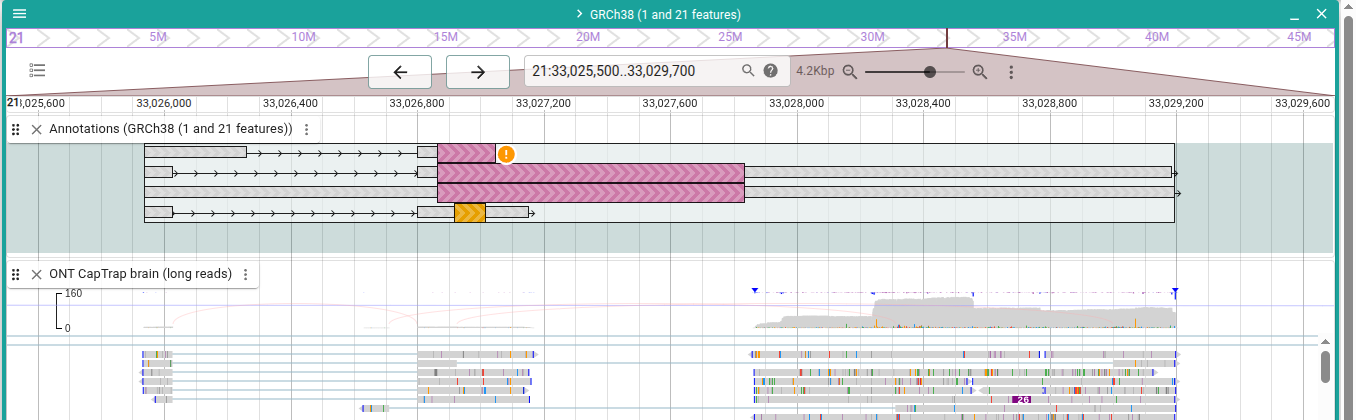 GRCh38 (1 and 21 features)
21 5M 10M 15M 20M 25M 30M 35M 40M 45M
21:33,025,500..33,029,700 4.2Kbp
21 33,026,000 33,026,400 33,026,800 33,027,200 33,027,600 33,028,000 33,028,400 33,028,800 33,029,200 33,029,600
Annotations (GRCh38 (1 and 21 features))
ONT CapTrap brain (long reads)
160
0
26